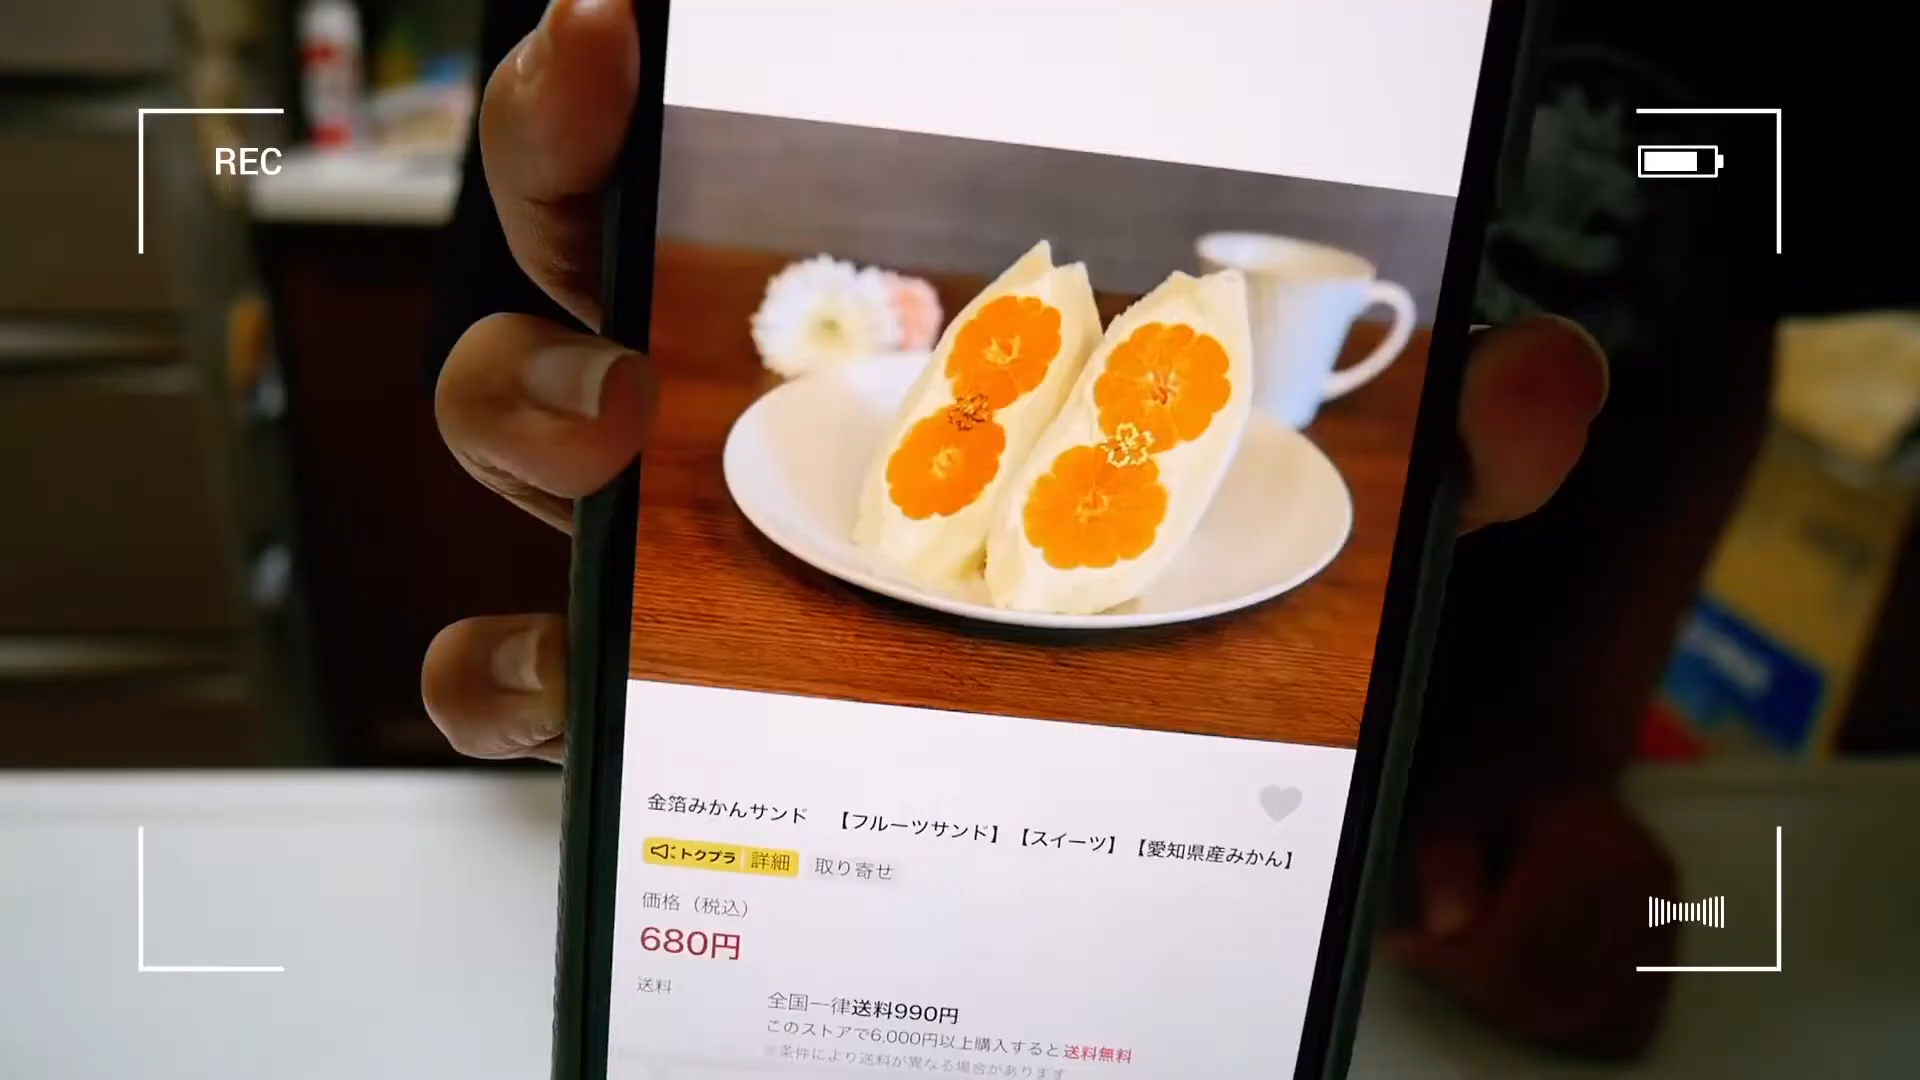 REC
金箔みかんサンド 【フルーツサンド】【スイーツ】【愛知県産みかん】
トクプラ 詳細 取り寄せ
価格（税込）
680円
送料
全国一律送料990円
このストアで6,000円以上購入すると送料無料
※条件により送料が異なる場合があります